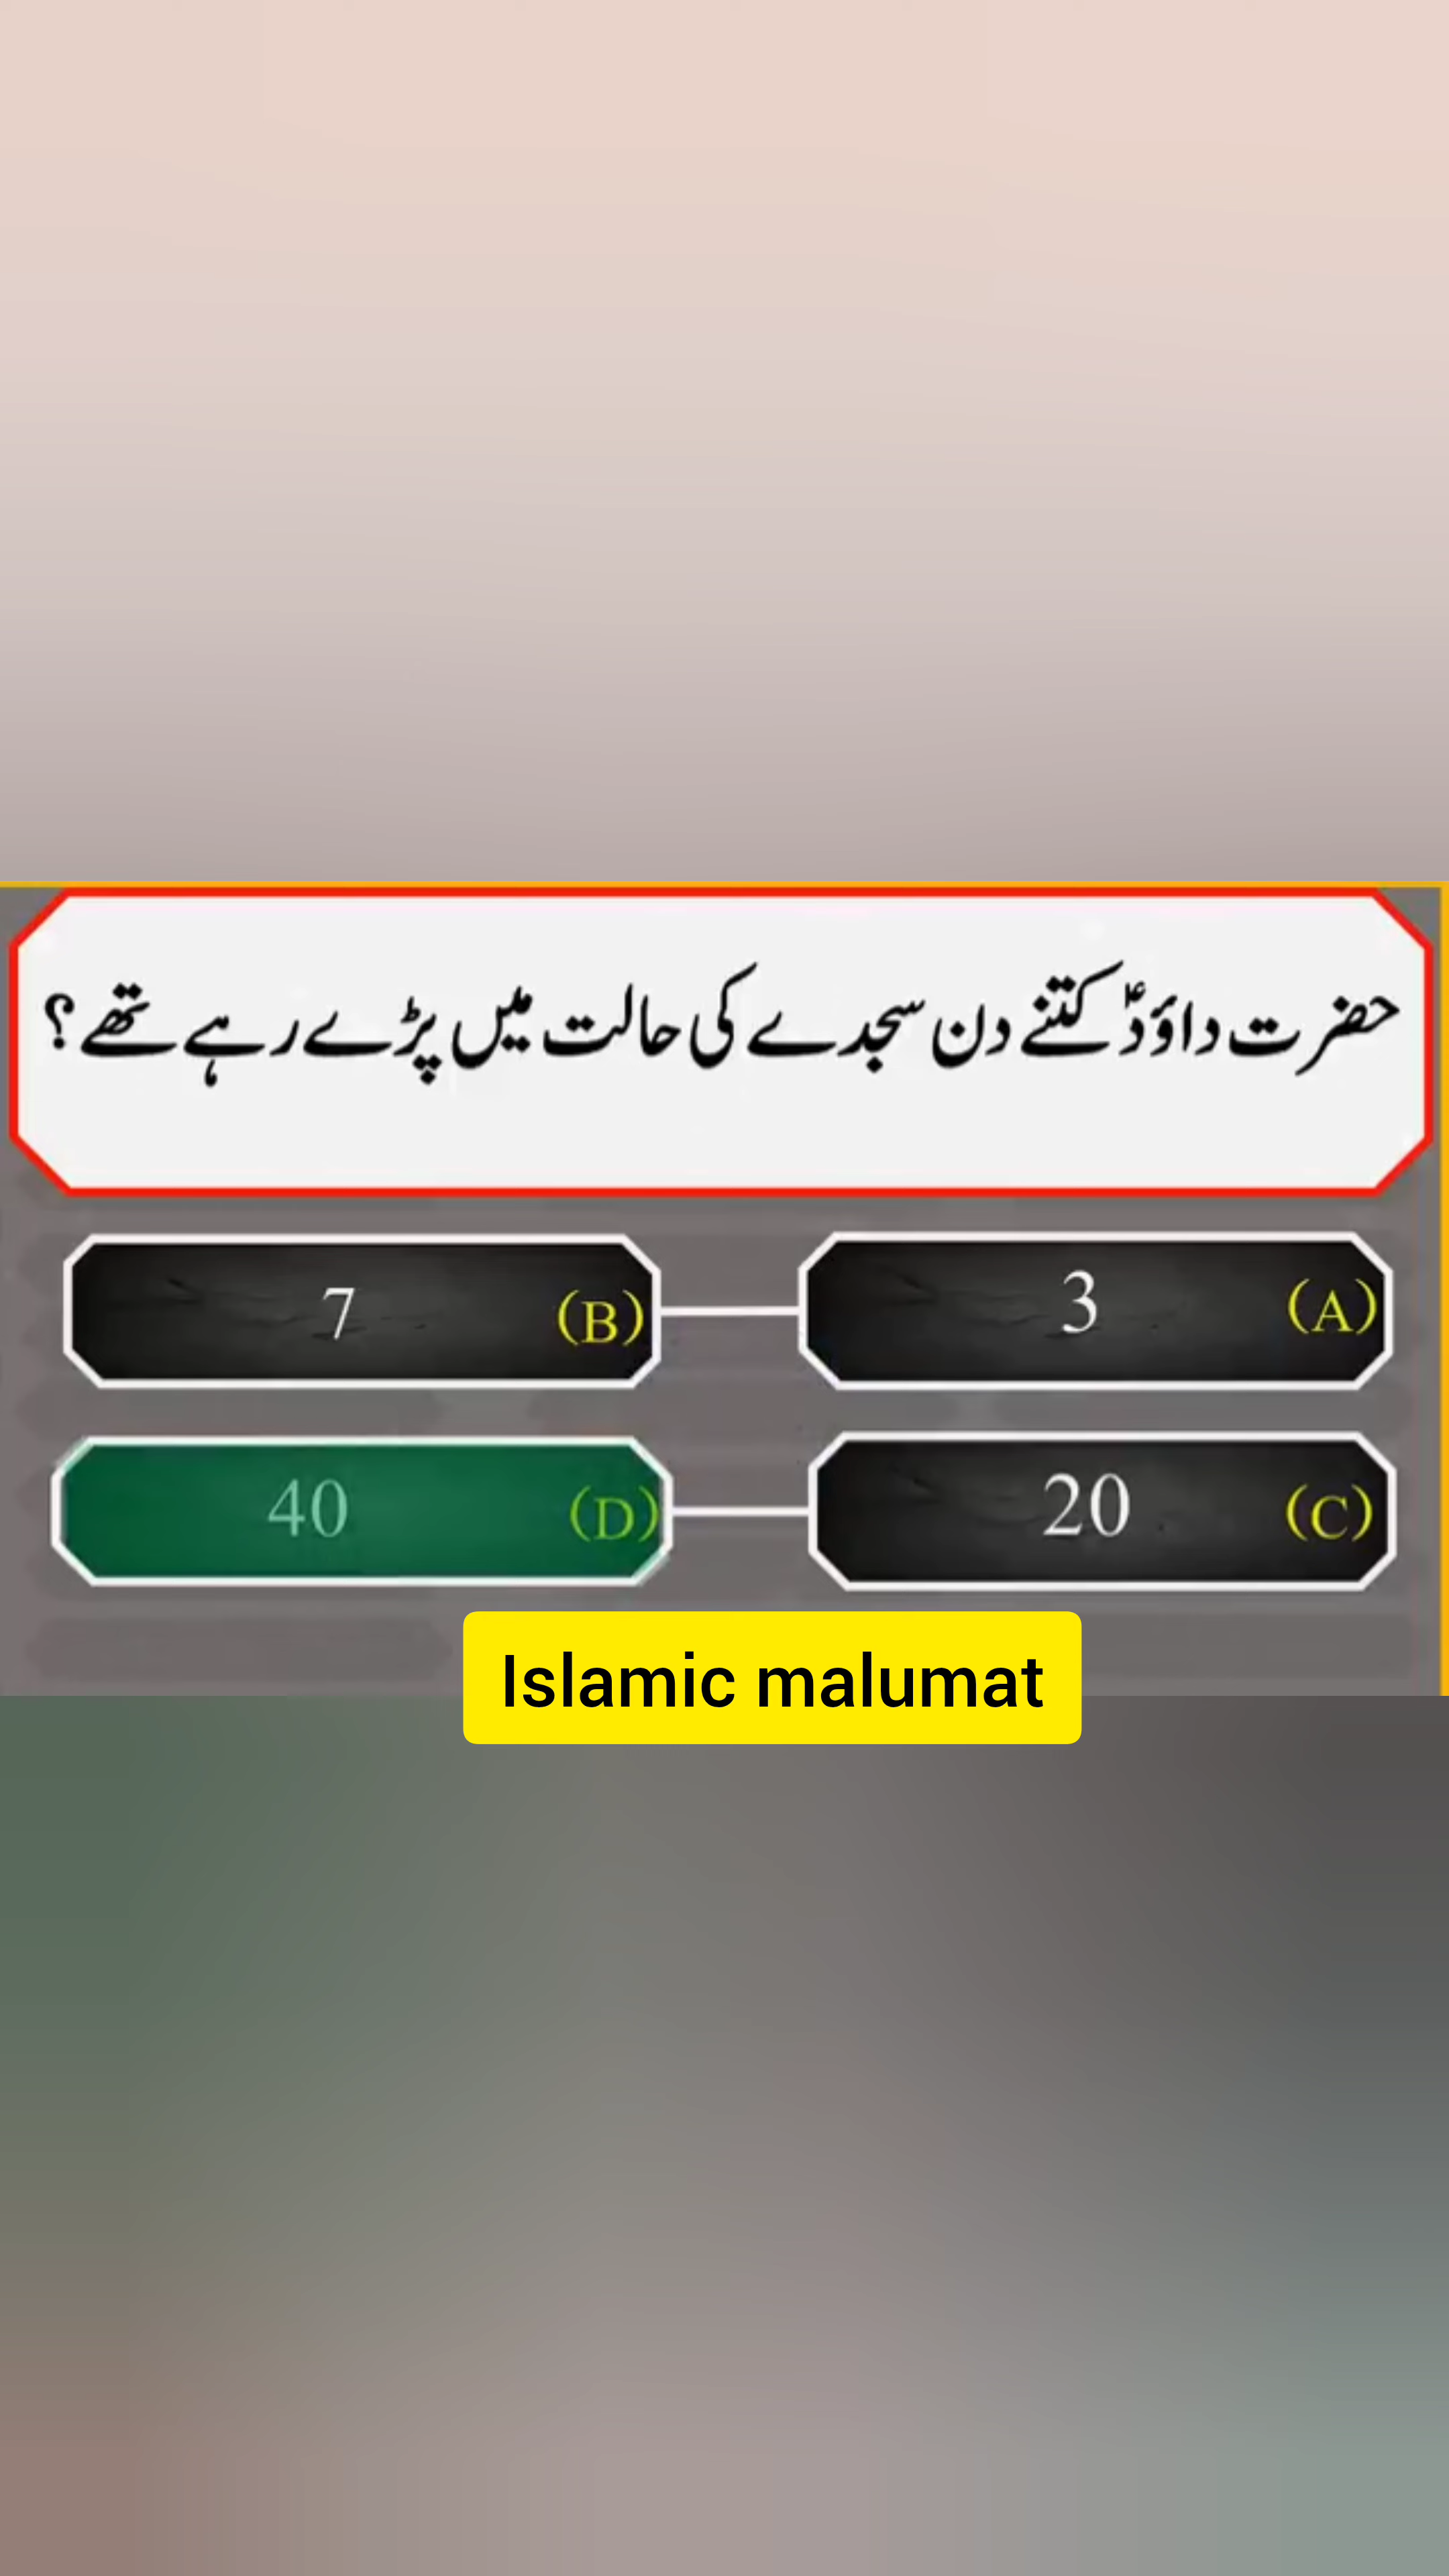 حضرت داؤدؑ کتنے دن سجدے کی حالت میں پڑے رہے تھے؟
(A) 3
(B) 7
(C) 20
(D) 40
Islamic malumat